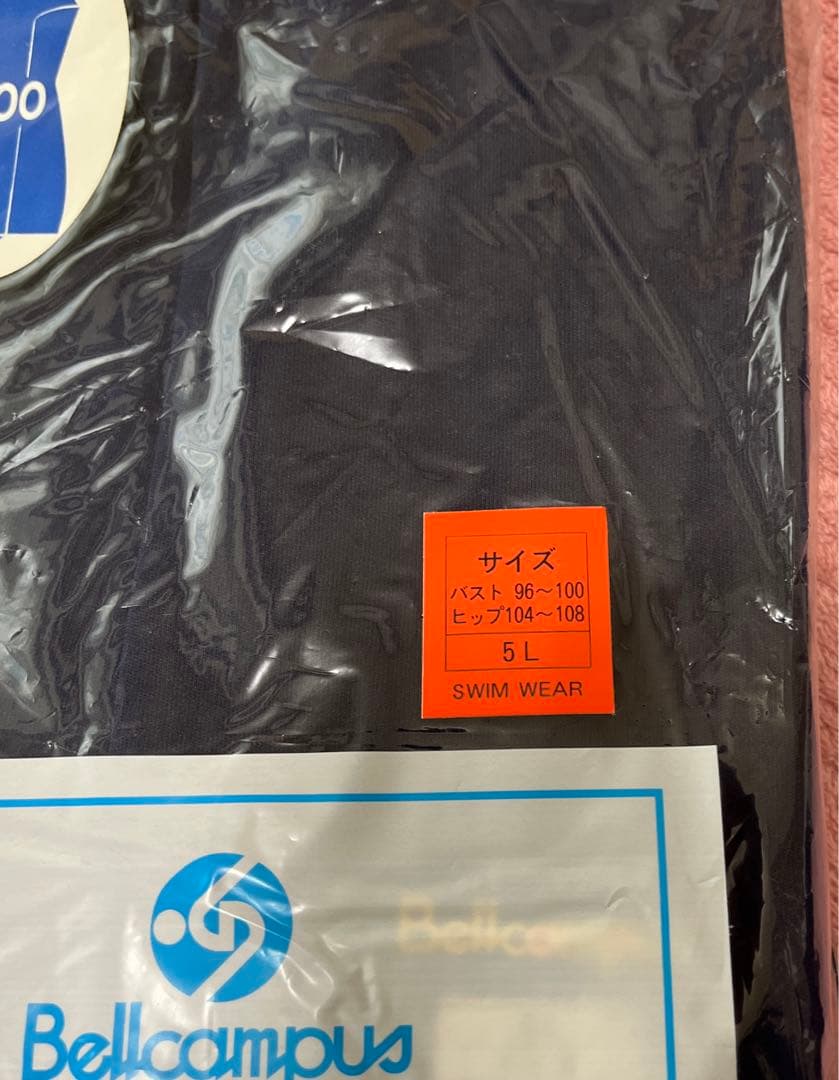 00
サイズ
バスト 96～100
ヒップ104～108
5L
SWIM WEAR
Bellcampus